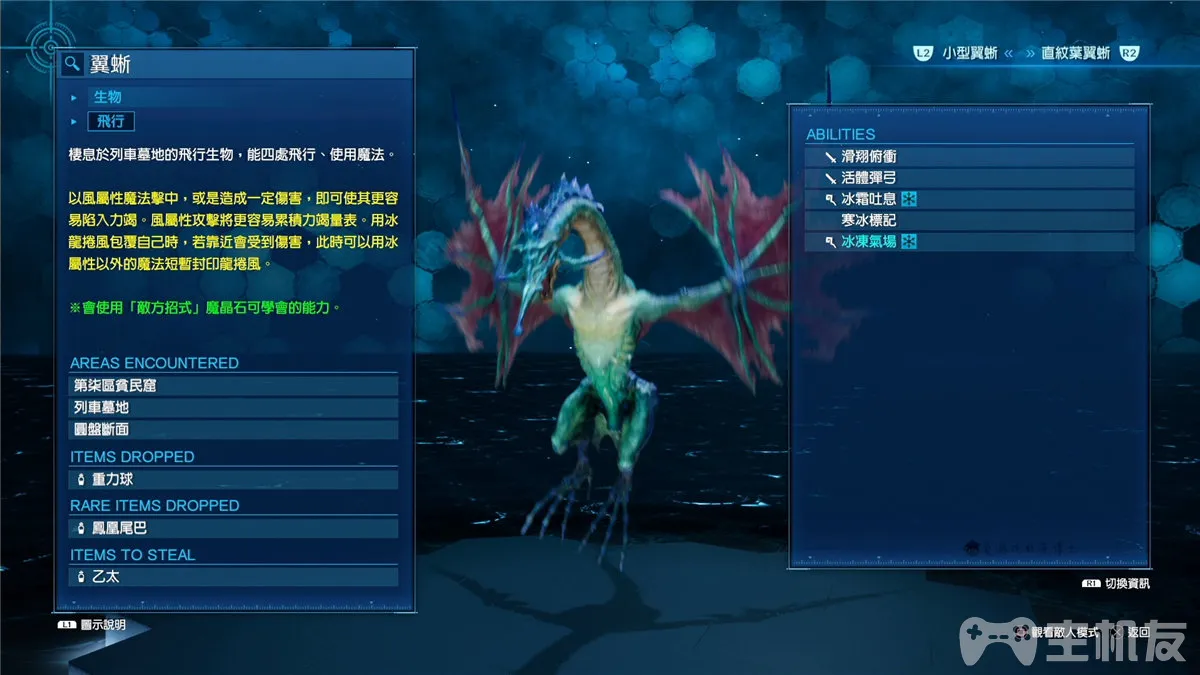 翼蜥
生物
飛行
棲息於列車墓地的飛行生物，能四處飛行、使用魔法。
以風屬性魔法擊中，或是造成一定傷害，即可使其更容
易陷入力竭。風屬性攻擊將更容易累積力竭量表。用冰
龍捲風包覆自己時，若靠近會受到傷害，此時可以用冰
屬性以外的魔法短暫封印龍捲風。
※會使用「敵方招式」魔晶石可學會的能力。
AREAS ENCOUNTERED
第柒區貧民窟
列車墓地
圓盤斷面
ITEMS DROPPED
重力球
RARE ITEMS DROPPED
鳳凰尾巴
ITEMS TO STEAL
乙太
L1 圖示說明
L2 小型翼蜥 « » 直紋葉翼蜥 R2
ABILITIES
滑翔俯衝
活體彈弓
冰霜吐息
寒冰標記
冰凍氣場
R1 切換資訊
觀看敵人模式 返回
主机友